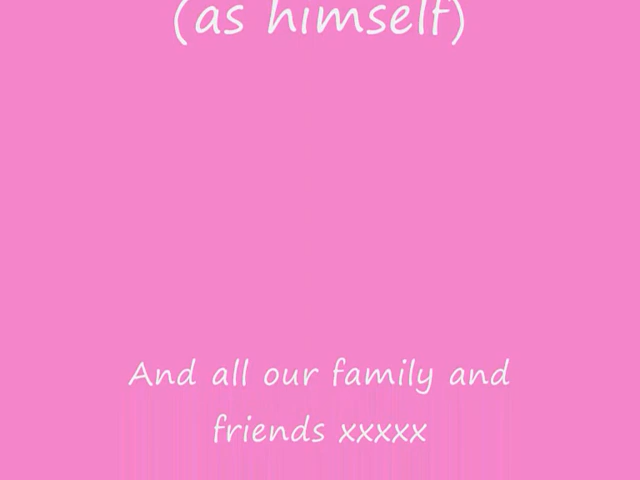 (as himself)
And all our family and
friends xxxxx